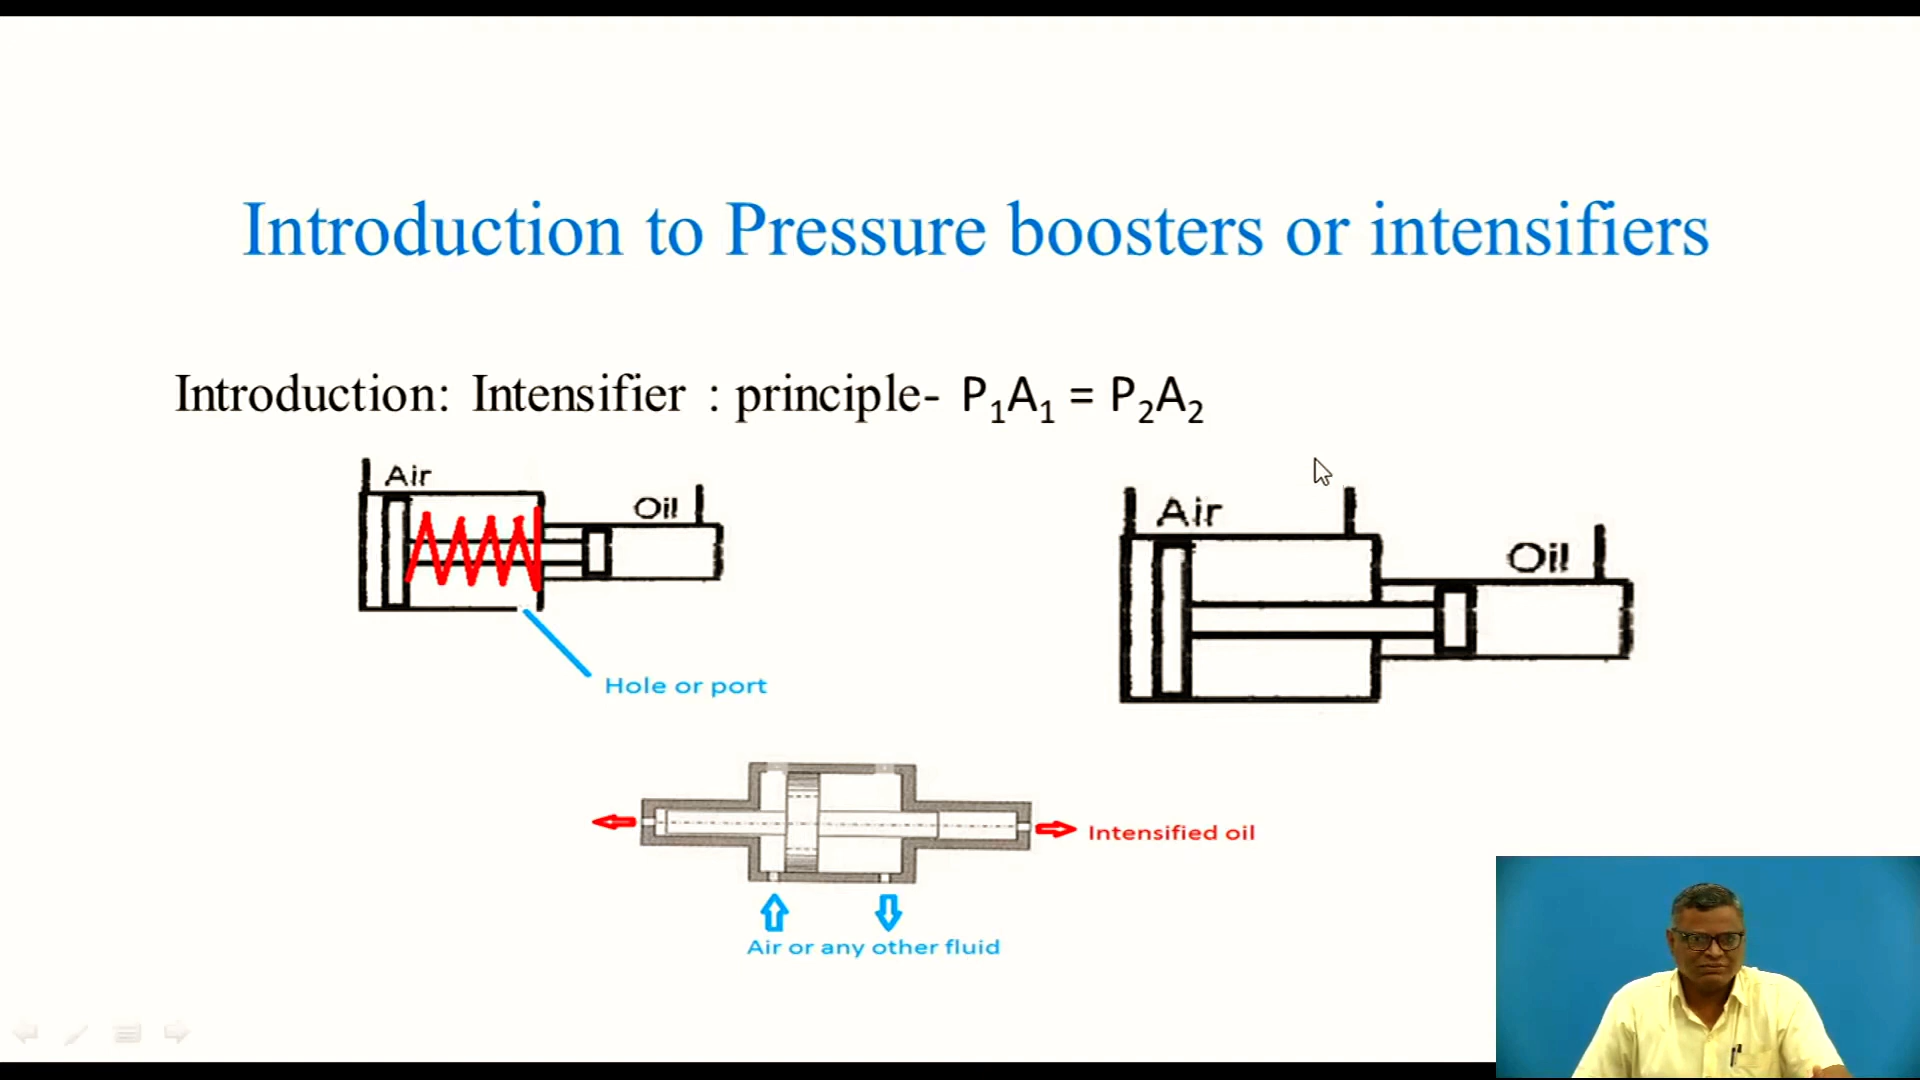 Introduction to Pressure boosters or intensifiers
Introduction: Intensifier : principle- P₁A₁ = P₂A₂
Air
Oil
Hole or port
Air
Oil
Intensified oil
Air or any other fluid